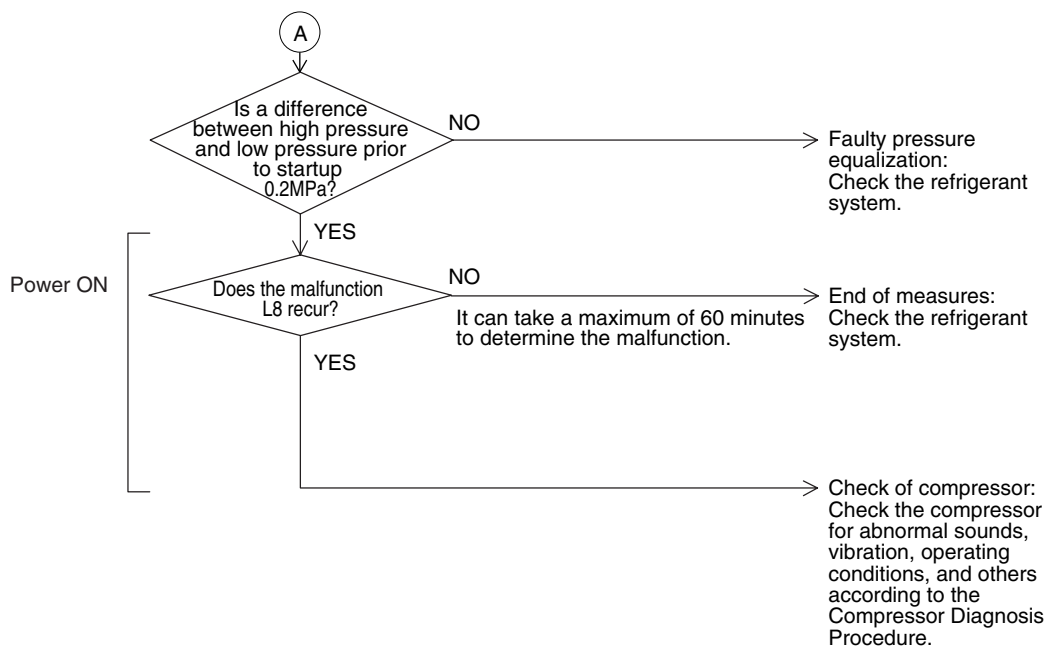 A
Is a difference
between high pressure
and low pressure prior
to startup
0.2MPa?
NO
Faulty pressure
equalization:
Check the refrigerant
system.
YES
Power ON
Does the malfunction
L8 recur?
NO
It can take a maximum of 60 minutes
to determine the malfunction.
End of measures:
Check the refrigerant
system.
YES
Check of compressor:
Check the compressor
for abnormal sounds,
vibration, operating
conditions, and others
according to the
Compressor Diagnosis
Procedure.